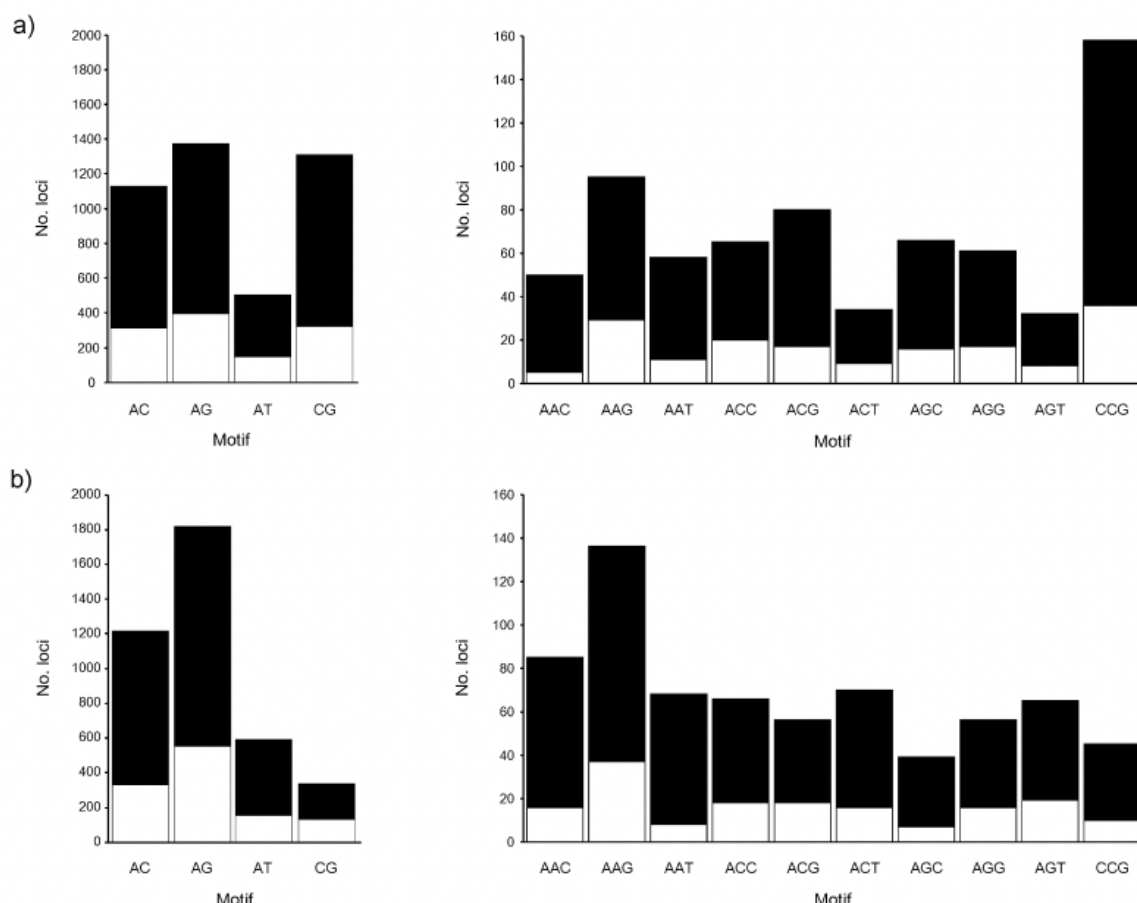 a)
2000
1800
1600
1400
1200
1000
800
600
400
200
0
No. loci
AC AG AT CG
Motif
160
140
120
100
80
60
40
20
0
No. loci
AAC AAG AAT ACC ACG ACT AGC AGG AGT CCG
Motif
b)
2000
1800
1600
1400
1200
1000
800
600
400
200
0
No. loci
AC AG AT CG
Motif
160
140
120
100
80
60
40
20
0
No. loci
AAC AAG AAT ACC ACG ACT AGC AGG AGT CCG
Motif